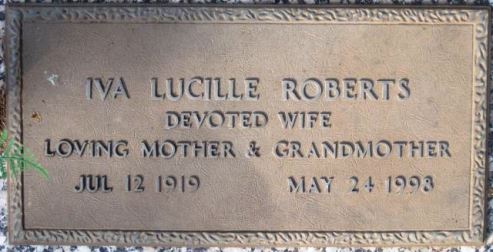 IVA LUCILLE ROBERTS
DEVOTED WIFE
LOVING MOTHER & GRANDMOTHER
JUL 12 1919 MAY 24 1998